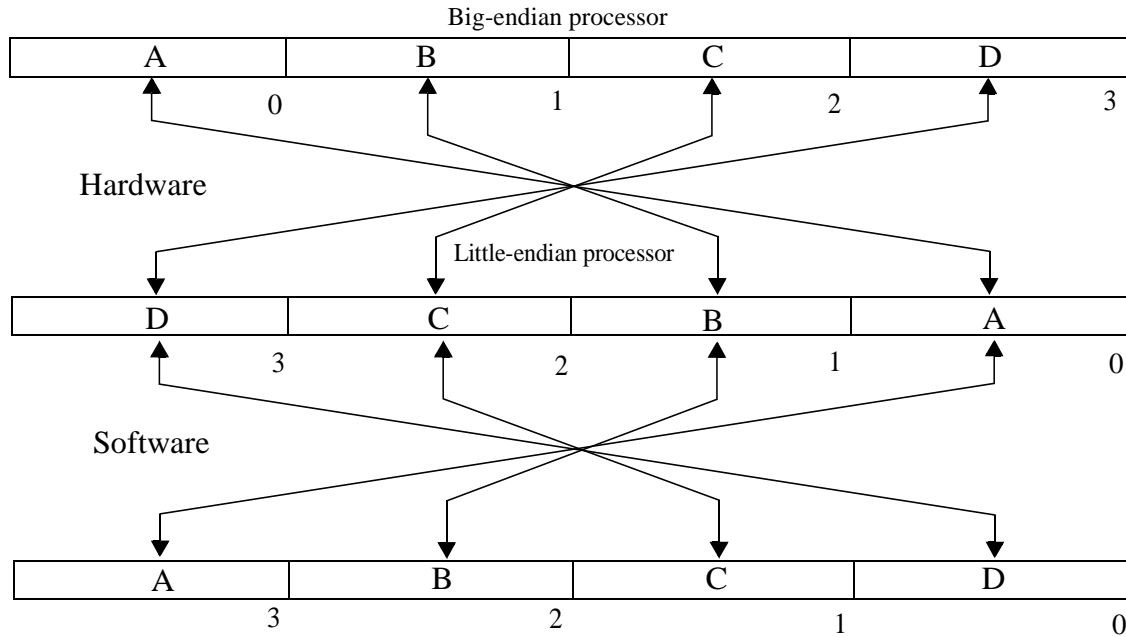 Big-endian processor
A B C D
0 1 2 3
Hardware
Little-endian processor
D C B A
3 2 1 0
Software
A B C D
3 2 1 0